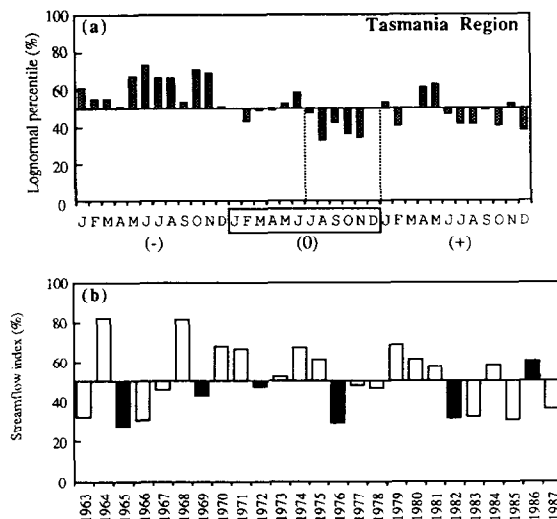 (a) Tasmania Region
Lognormal percentile (%)
100
80
60
40
20
0
J F M A M J J A S O N D J F M A M J J A S O N D J F M A M J J A S O N D
(-) (0) (+)
(b)
Streamflow index (%)
100
80
60
40
20
0
1963 1964 1965 1966 1967 1968 1969 1970 1971 1972 1973 1974 1975 1976 1977 1978 1979 1980 1981 1982 1983 1984 1985 1986 1987